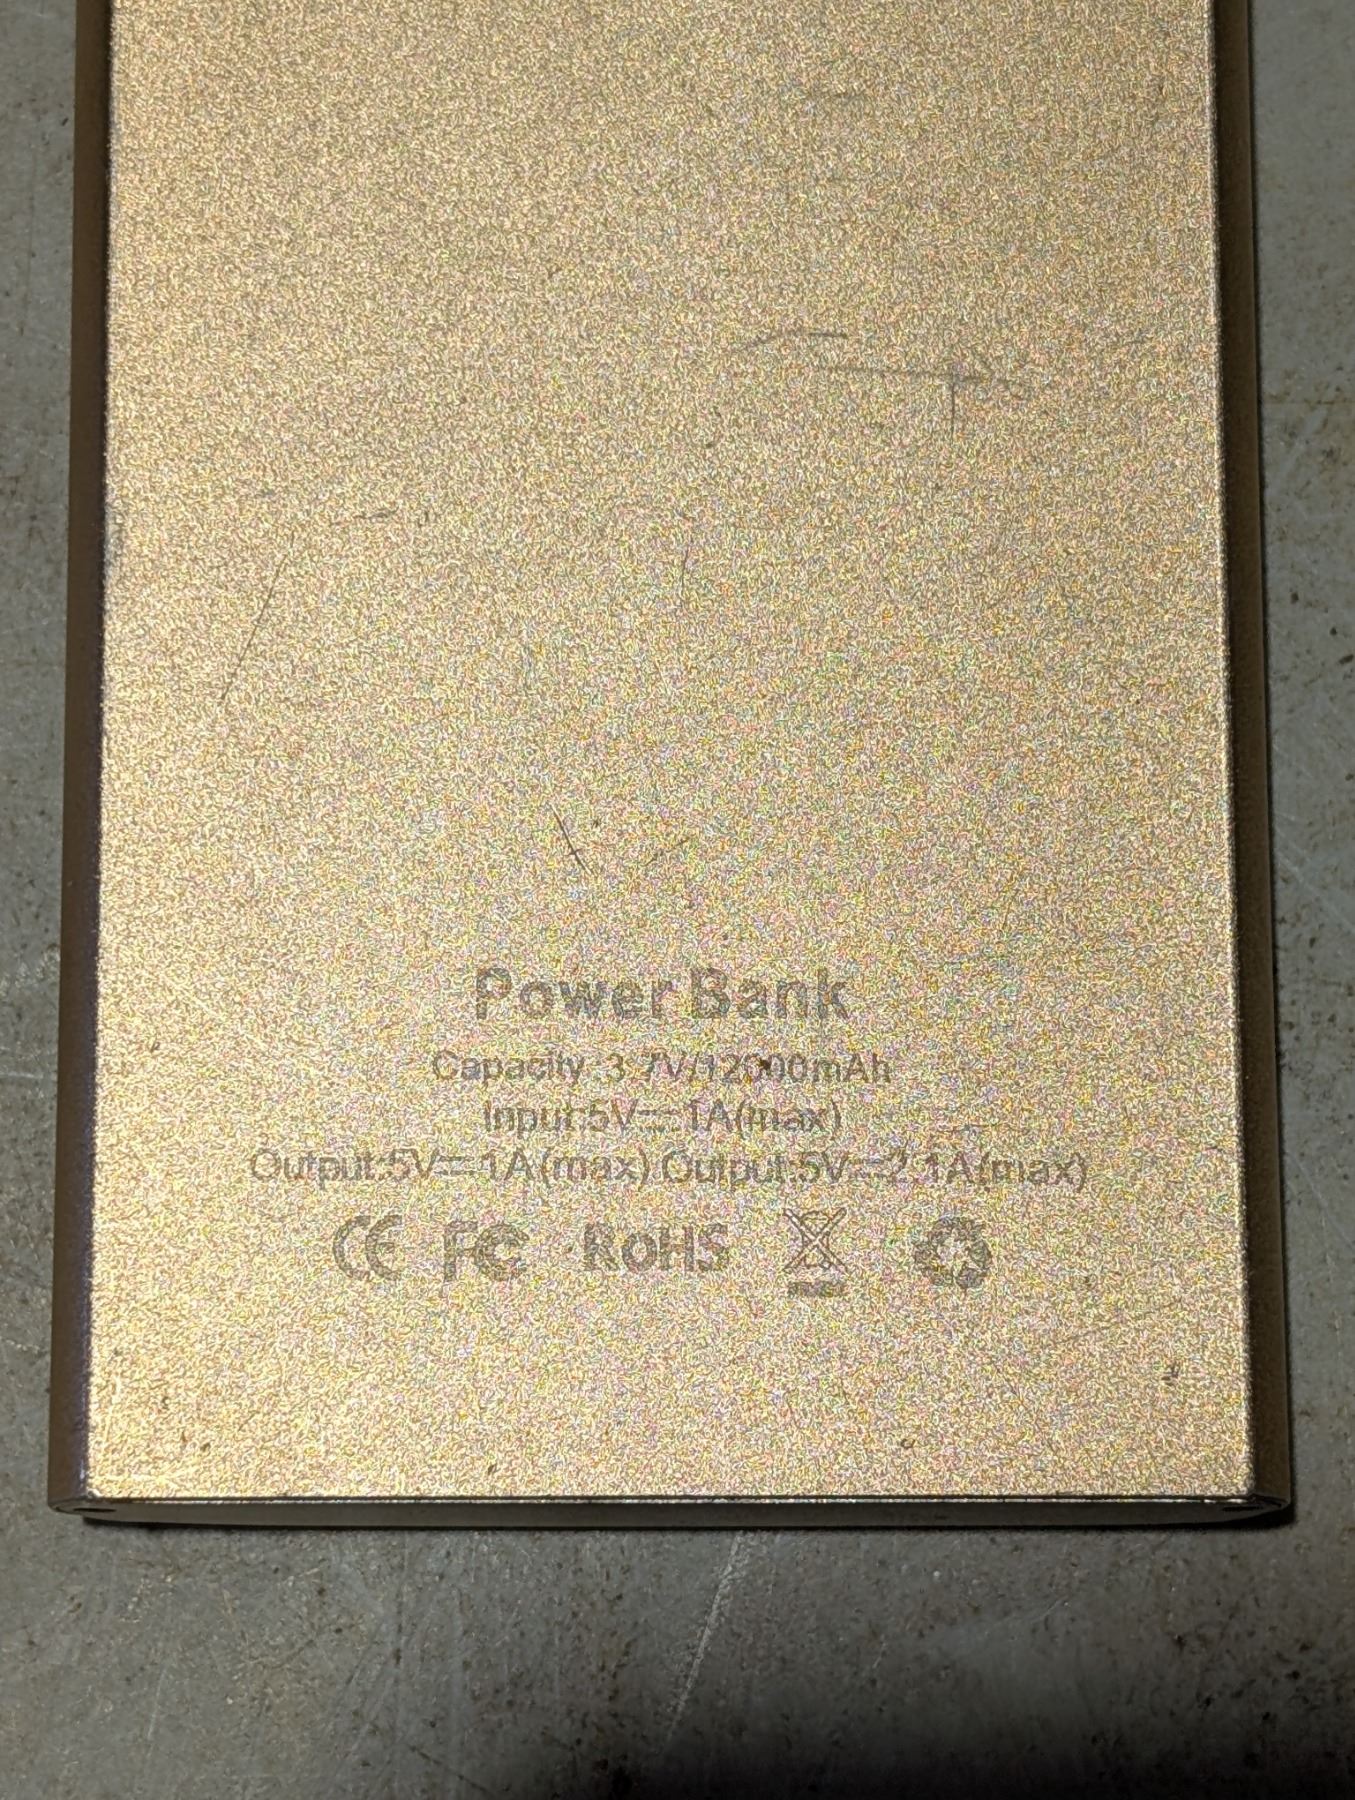 Power Bank
Capacity:3.7V/12000mAh
Input:5V⎓1A(max)
Output:5V⎓1A(max) Output:5V⎓2.1A(max)
CE FC RoHS